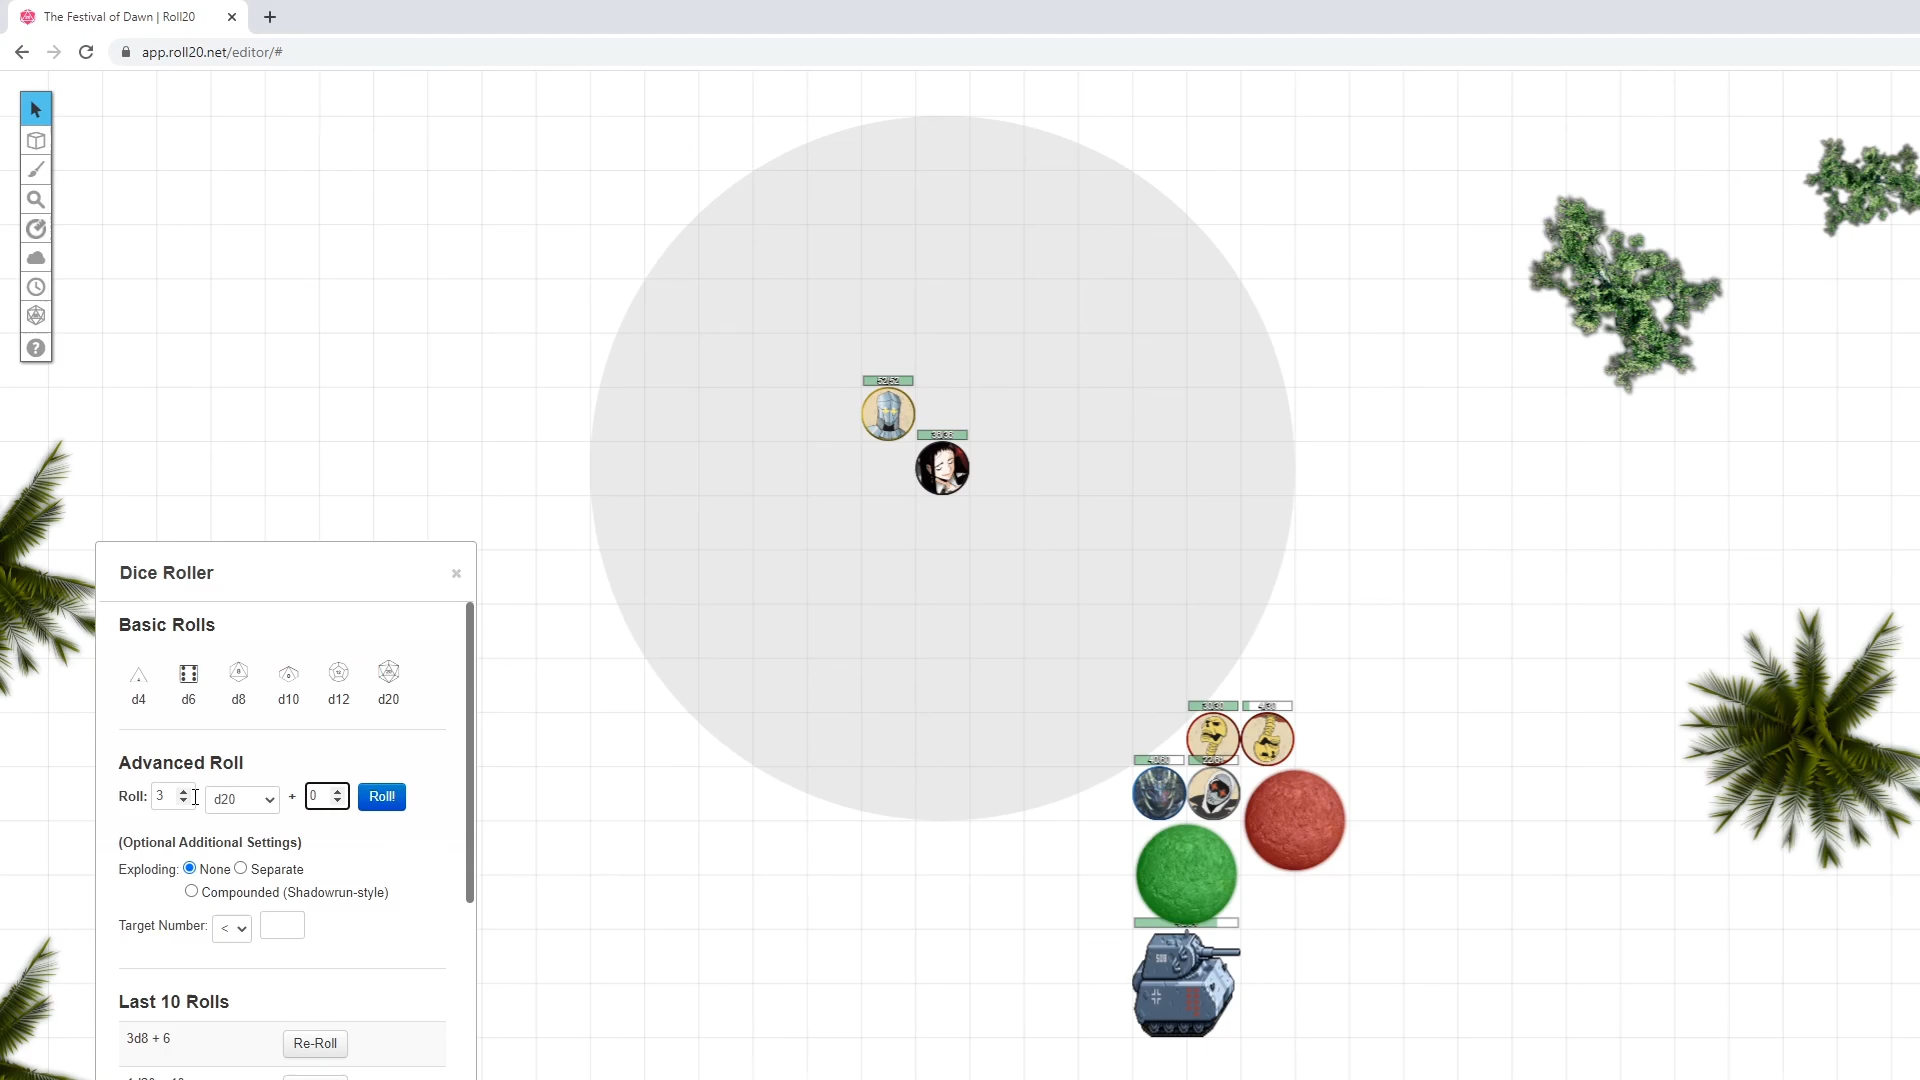 The Festival of Dawn | Roll20
app.roll20.net/editor/#
52/52
Dice Roller
Basic Rolls
d4 d6 d8 d10 d12 d20
Advanced Roll
Roll: 3 d20 + 0 Roll!
(Optional Additional Settings)
Exploding: None Separate
Compounded (Shadowrun-style)
Target Number: <
Last 10 Rolls
3d8 + 6 Re-Roll